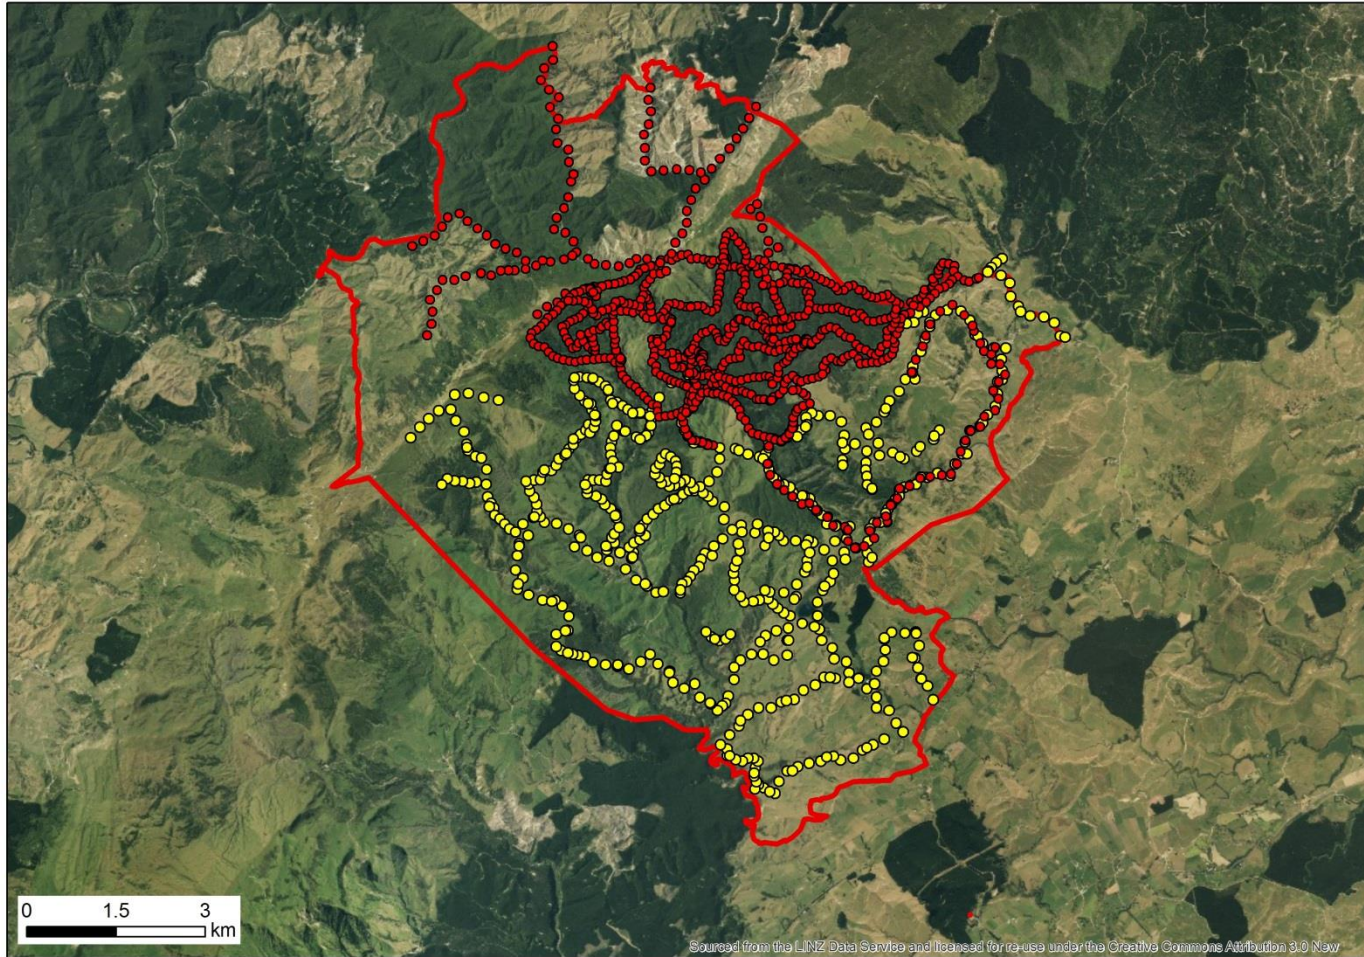 0 1.5 3
km
Sourced from the LINZ Data Service and licensed for re-use under the Creative Commons Attribution 3.0 New